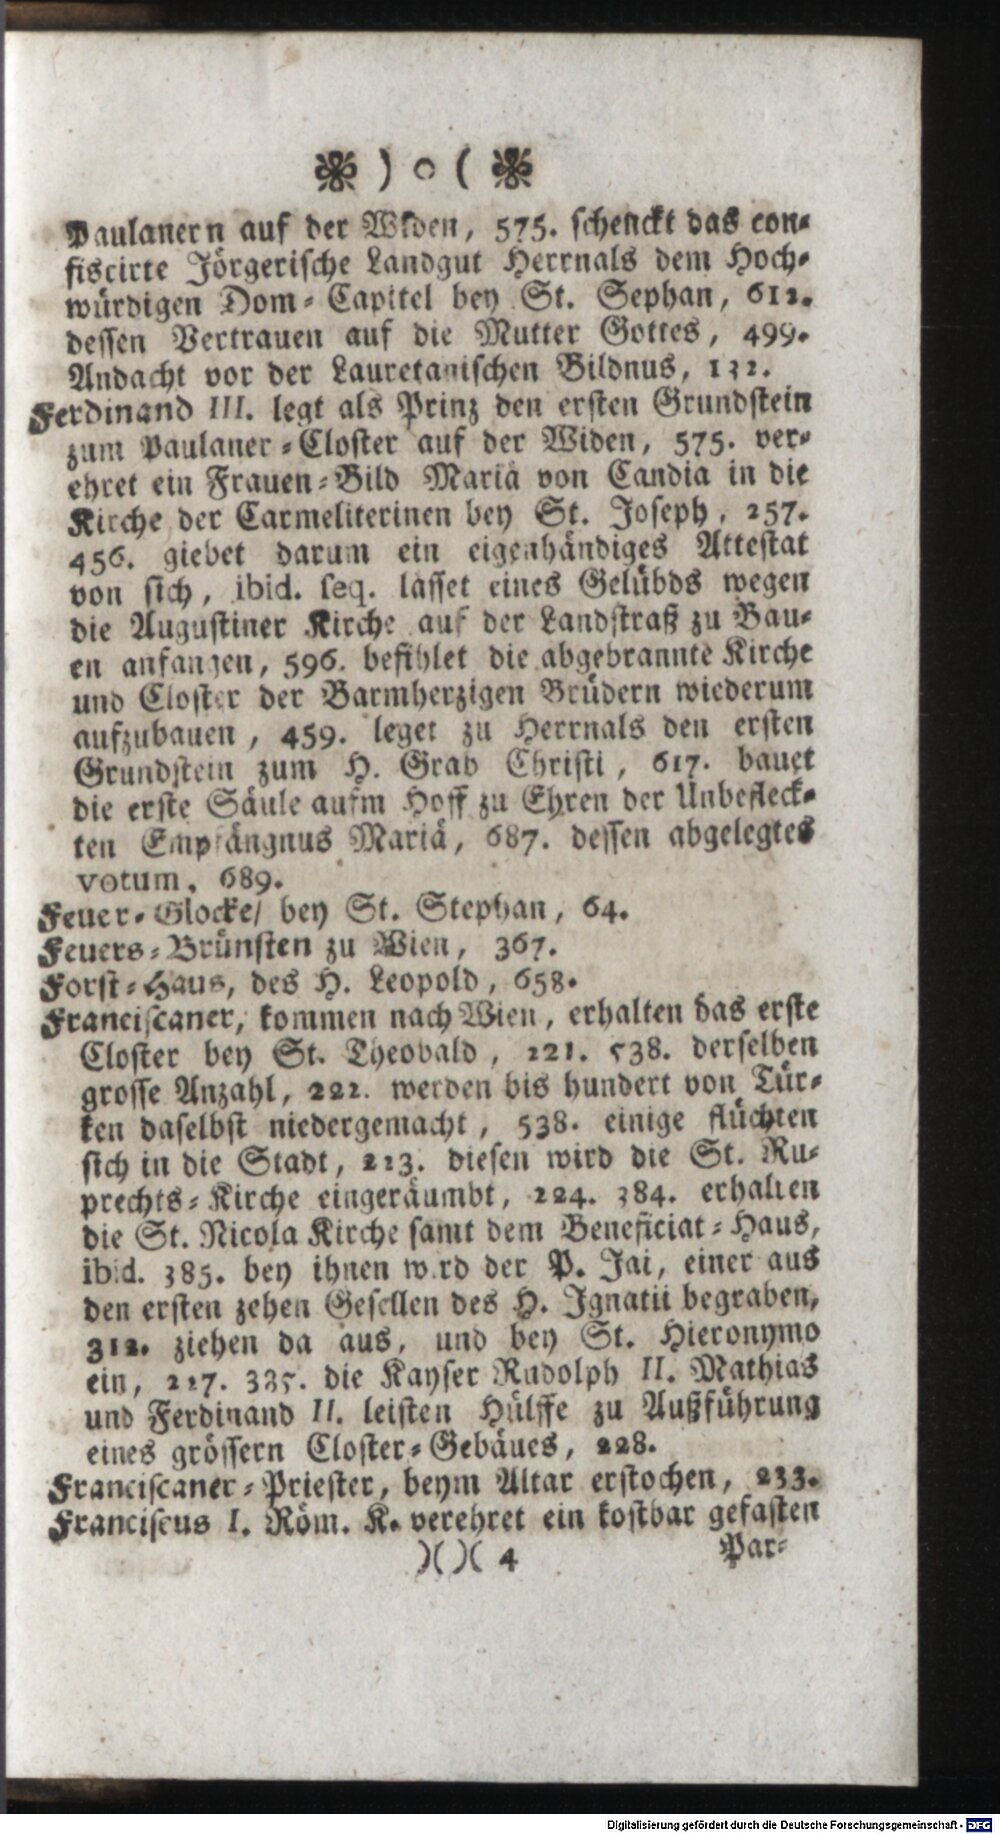 ) o (
Paulanern auf der Widen, 575. schenckt das con-
fiscirte Jörgerische Landgut Herrnals dem Hoch-
würdigen Dom-Capitel bey St. Sephan, 612.
dessen Vertrauen auf die Mutter Gottes, 499.
Andacht vor der Lauretanischen Bildnus, 132.
Ferdinand III. legt als Prinz den ersten Grundstein
zum Paulaner-Closter auf der Widen, 575. ver-
ehret ein Frauen-Bild Mariä von Candia in die
Kirche der Carmeliterinen bey St. Joseph, 257.
456. giebet darum ein eigenhändiges Attestat
von sich, ibid. seq. lässet eines Gelübds wegen
die Augustiner Kirche auf der Landstraß zu Bau-
en anfangen, 596. befihlet die abgebrannte Kirche
und Closter der Barmherzigen Brüdern wiederum
aufzubauen, 459. leget zu Herrnals den ersten
Grundstein zum H. Grab Christi, 617. bauet
die erste Säule aufm Hoff zu Ehren der Unbefleck-
ten Empfängnus Mariä, 687. dessen abgelegtes
votum, 689.
Feuer-Glocke/ bey St. Stephan, 64.
Feuers-Brünsten zu Wien, 367.
Forst-Haus, des H. Leopold, 658.
Franciscaner, kommen nach Wien, erhalten das erste
Closter bey St. Theobald, 221. 538. derselben
grosse Anzahl, 222. werden bis hundert von Tür-
ken daselbst niedergemacht, 538. einige flüchten
sich in die Stadt, 223. diesen wird die St. Ru-
prechts-Kirche eingeräumbt, 224. 384. erhalten
die St. Nicola Kirche samt dem Beneficiat-Haus,
ibid. 385. bey ihnen wird der P. Jai, einer aus
den ersten zehen Gesellen des H. Ignatii begraben,
312. ziehen da aus, und bey St. Hieronymo
ein, 227. 385. die Kayser Rudolph II. Mathias
und Ferdinand II. leisten Hülffe zu Außführung
eines grössern Closter-Gebäues, 228.
Franciscaner-Priester, beym Altar erstochen, 233.
Franciscus I. Röm. K. verehret ein kostbar gefasten
)( )( 4 Par-
Digitalisierung gefördert durch die Deutsche Forschungsgemeinschaft - DFG